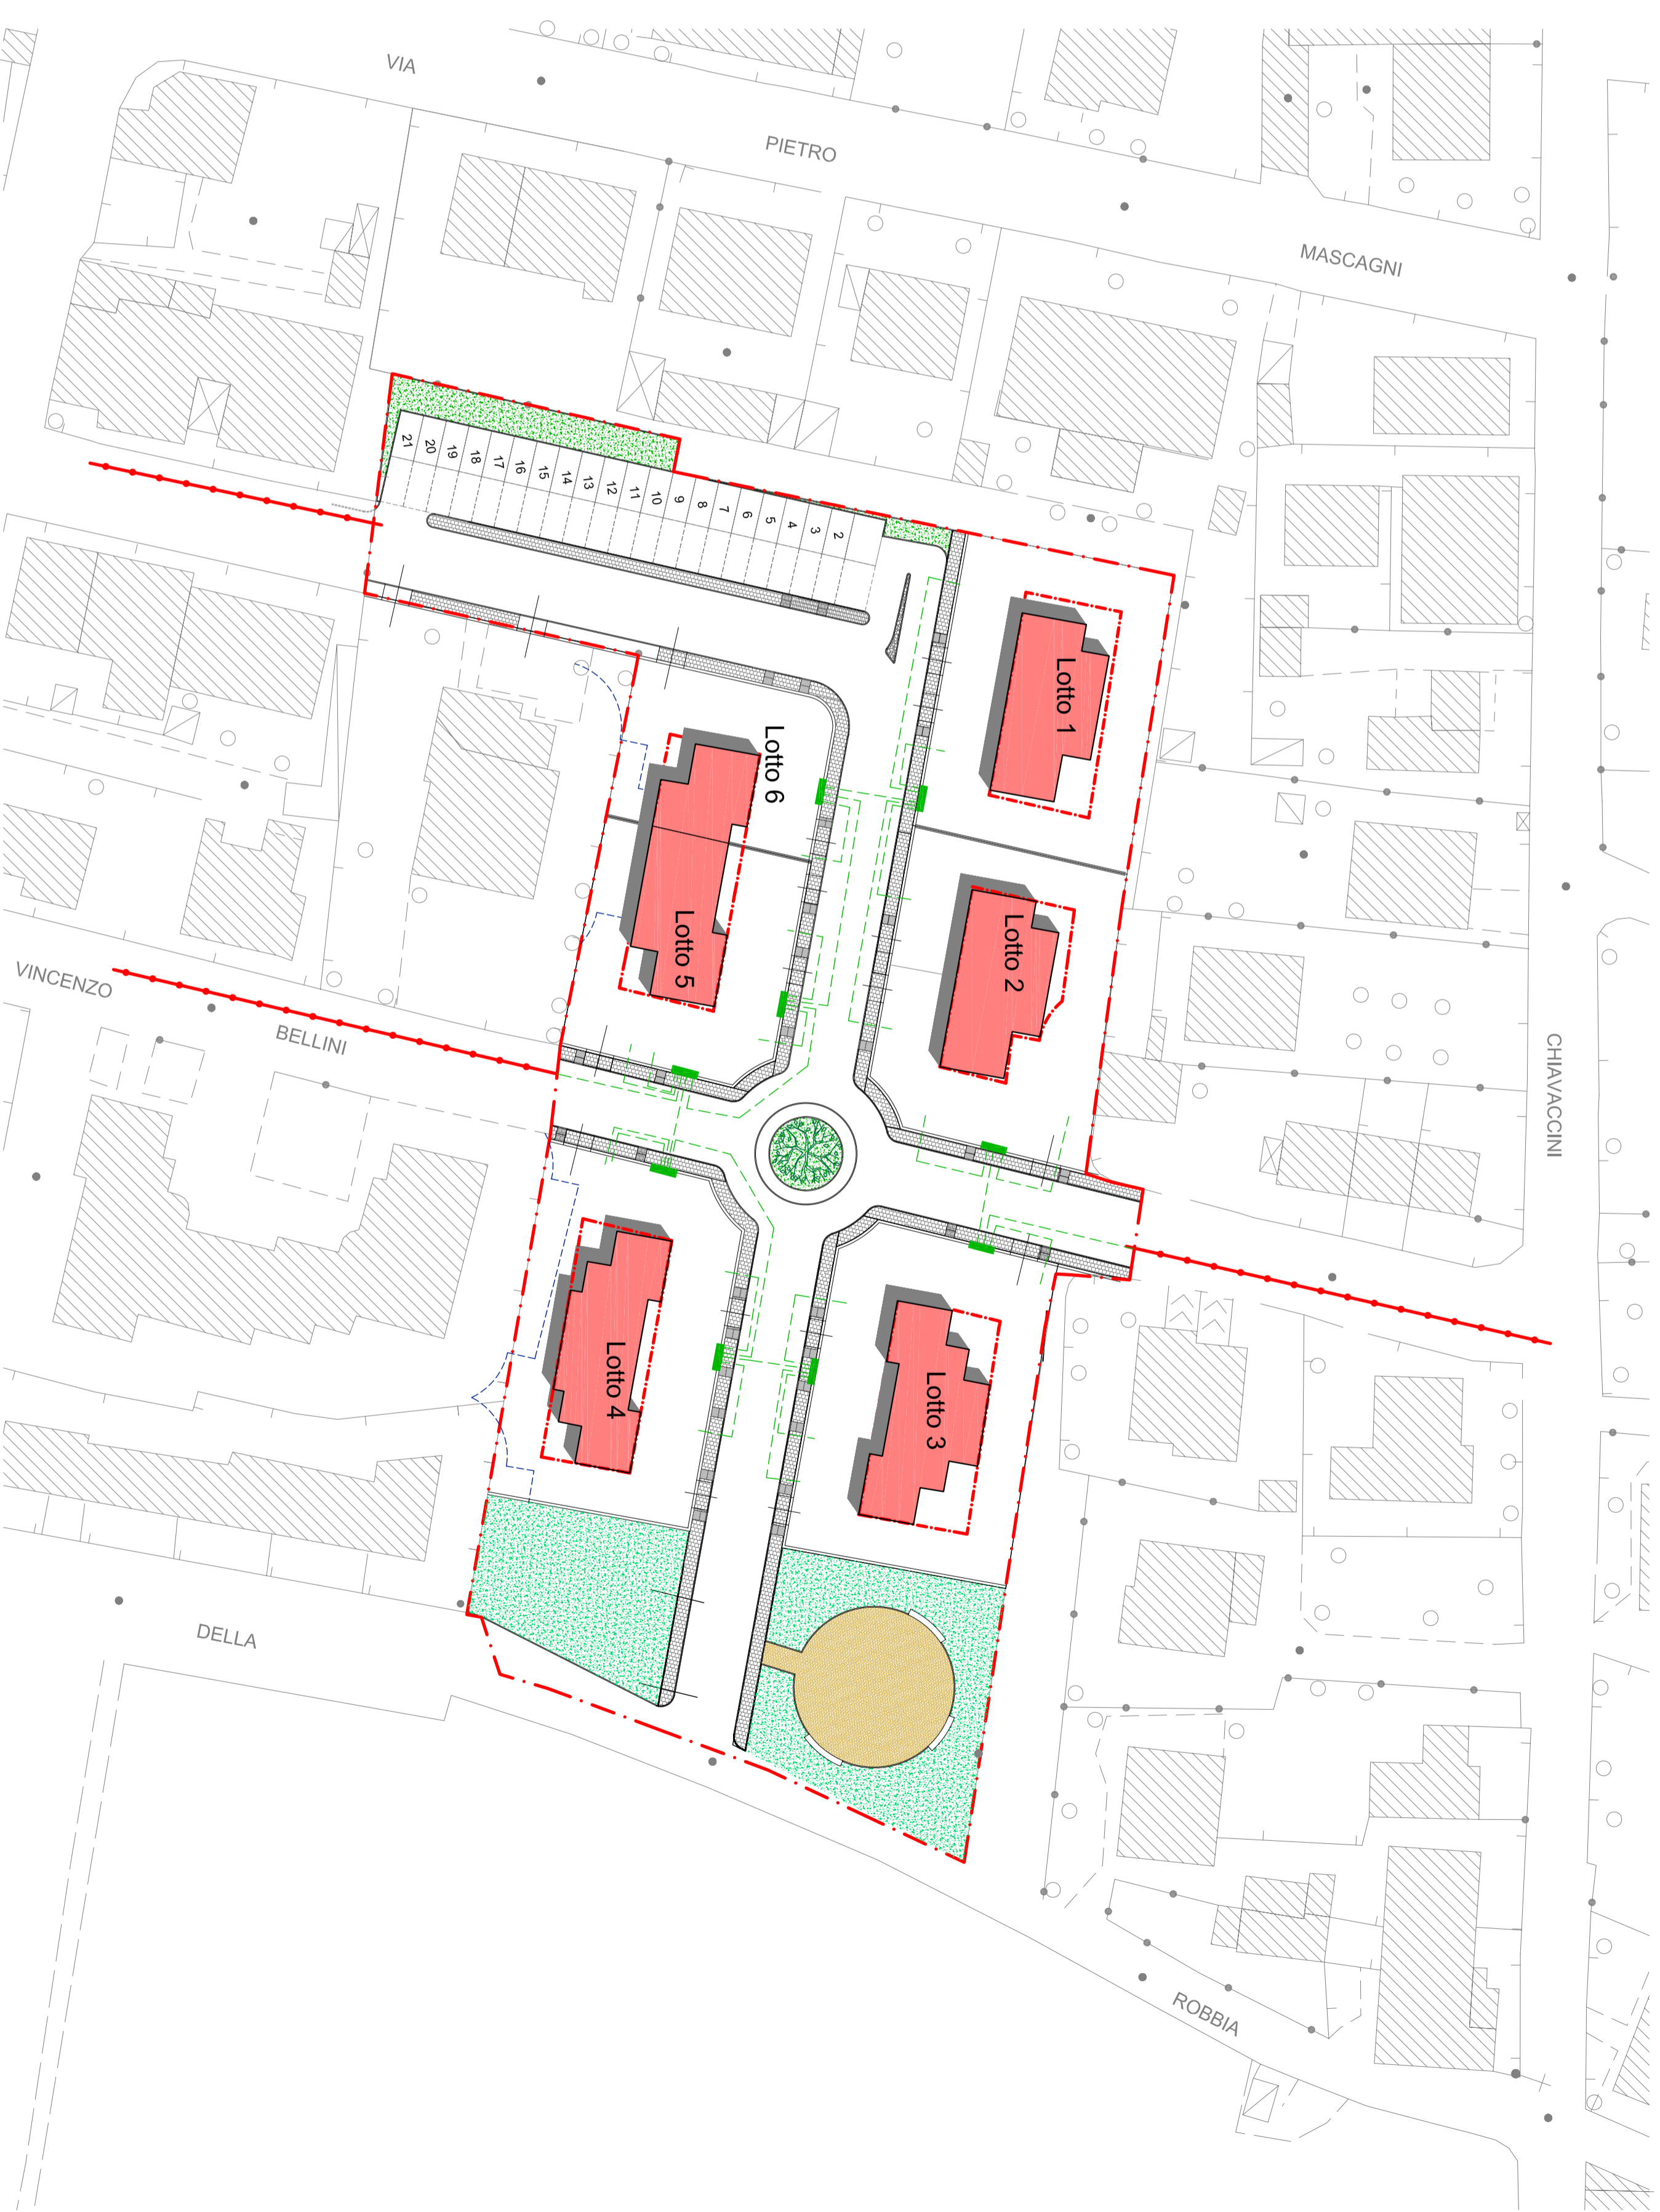 VIA
PIETRO
MASCAGNI
21
20
19
18
17
16
15
14
13
12
11
10
9
8
7
6
5
4
3
2
Lotto 1
Lotto 6
Lotto 5
Lotto 2
VINCENZO
BELLINI
CHIAVACCINI
Lotto 4
Lotto 3
DELLA
ROBBIA